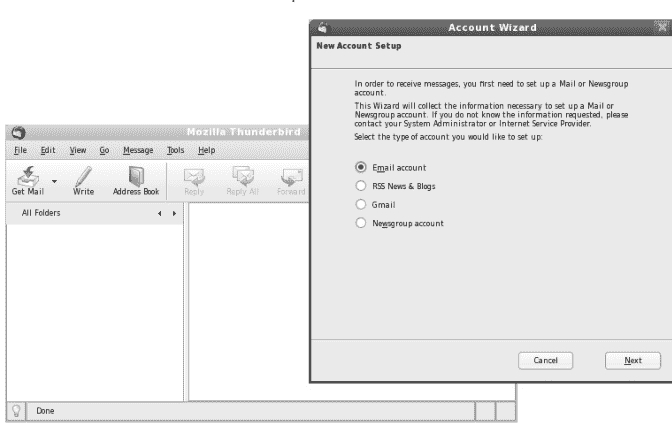 Account Wizard
New Account Setup
In order to receive messages, you first need to set up a Mail or Newsgroup
account.
This Wizard will collect the information necessary to set up a Mail or
Newsgroup account. If you do not know the information requested, please
contact your System Administrator or Internet Service Provider.
Select the type of account you would like to set up:
Email account
RSS News & Blogs
Gmail
Newsgroup account
Cancel
Next
Mozilla Thunderbird
File Edit View Go Message Tools Help
Get Mail Write Address Book Reply Reply All Forward
All Folders
Done